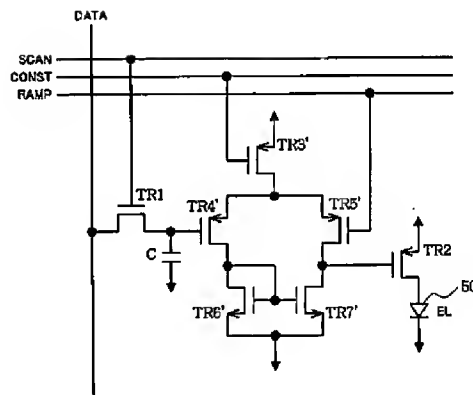 DATA
SCAN
CONST
RAMP
TR3'
TR1
TR4'
TR5'
TR2
C
50
EL
TR6'
TR7'